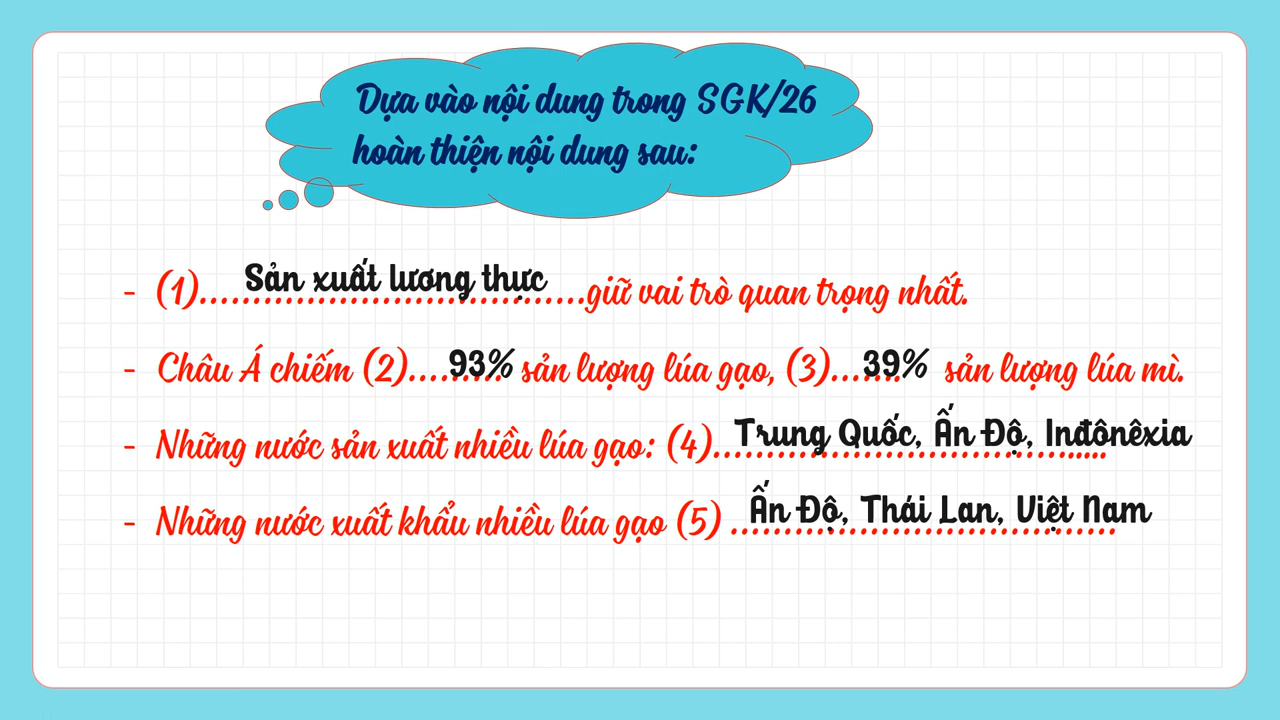 Dựa vào nội dung trong SGK/26
hoàn thiện nội dung sau:
- (1)....Sản xuất lương thực....giữ vai trò quan trọng nhất.
- Châu Á chiếm (2)....93% sản lượng lúa gạo, (3)...39% sản lượng lúa mì.
- Những nước sản xuất nhiều lúa gạo: (4)..Trung Quốc, Ấn Độ, Inđônêxia
- Những nước xuất khẩu nhiều lúa gạo (5) ..Ấn Độ, Thái Lan, Việt Nam